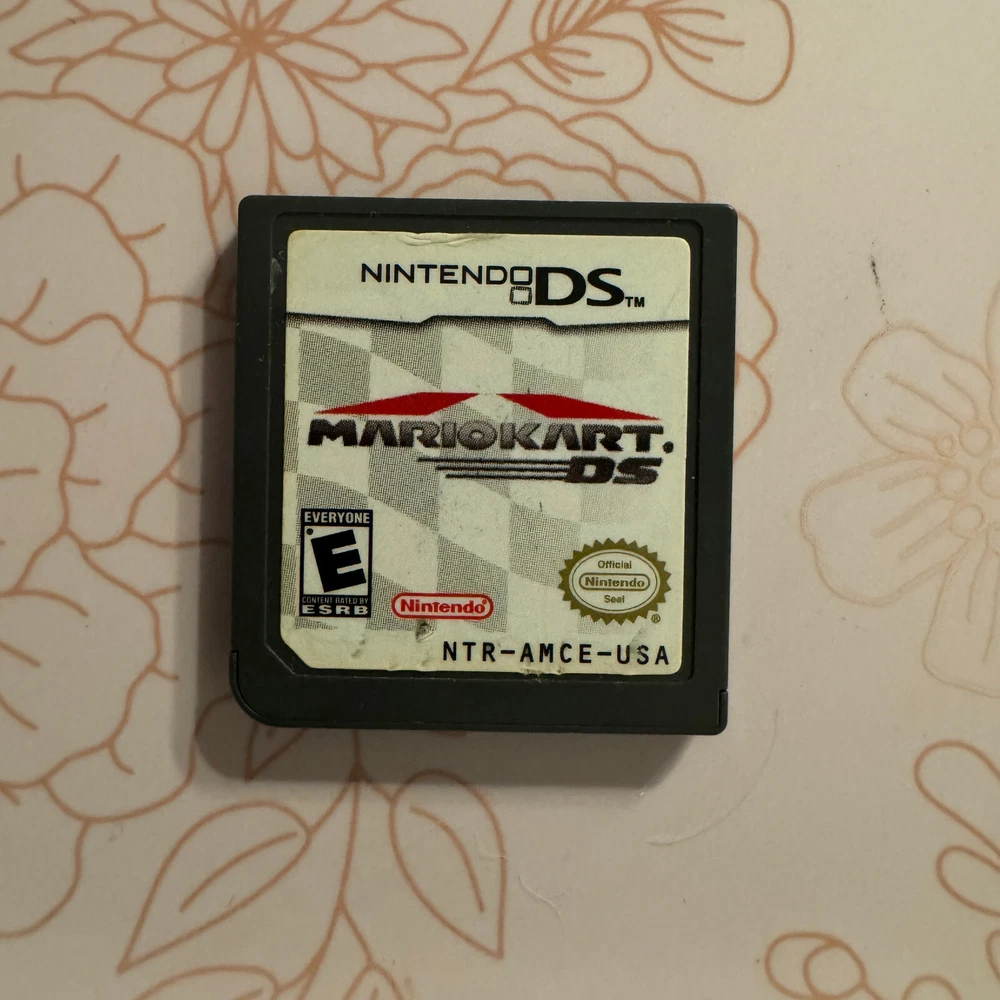 NINTENDO DS™
MARIOKART.
DS
EVERYONE
E
CONTENT RATED BY
ESRB
Nintendo®
Official
Nintendo
Seal
®
NTR-AMCE-USA